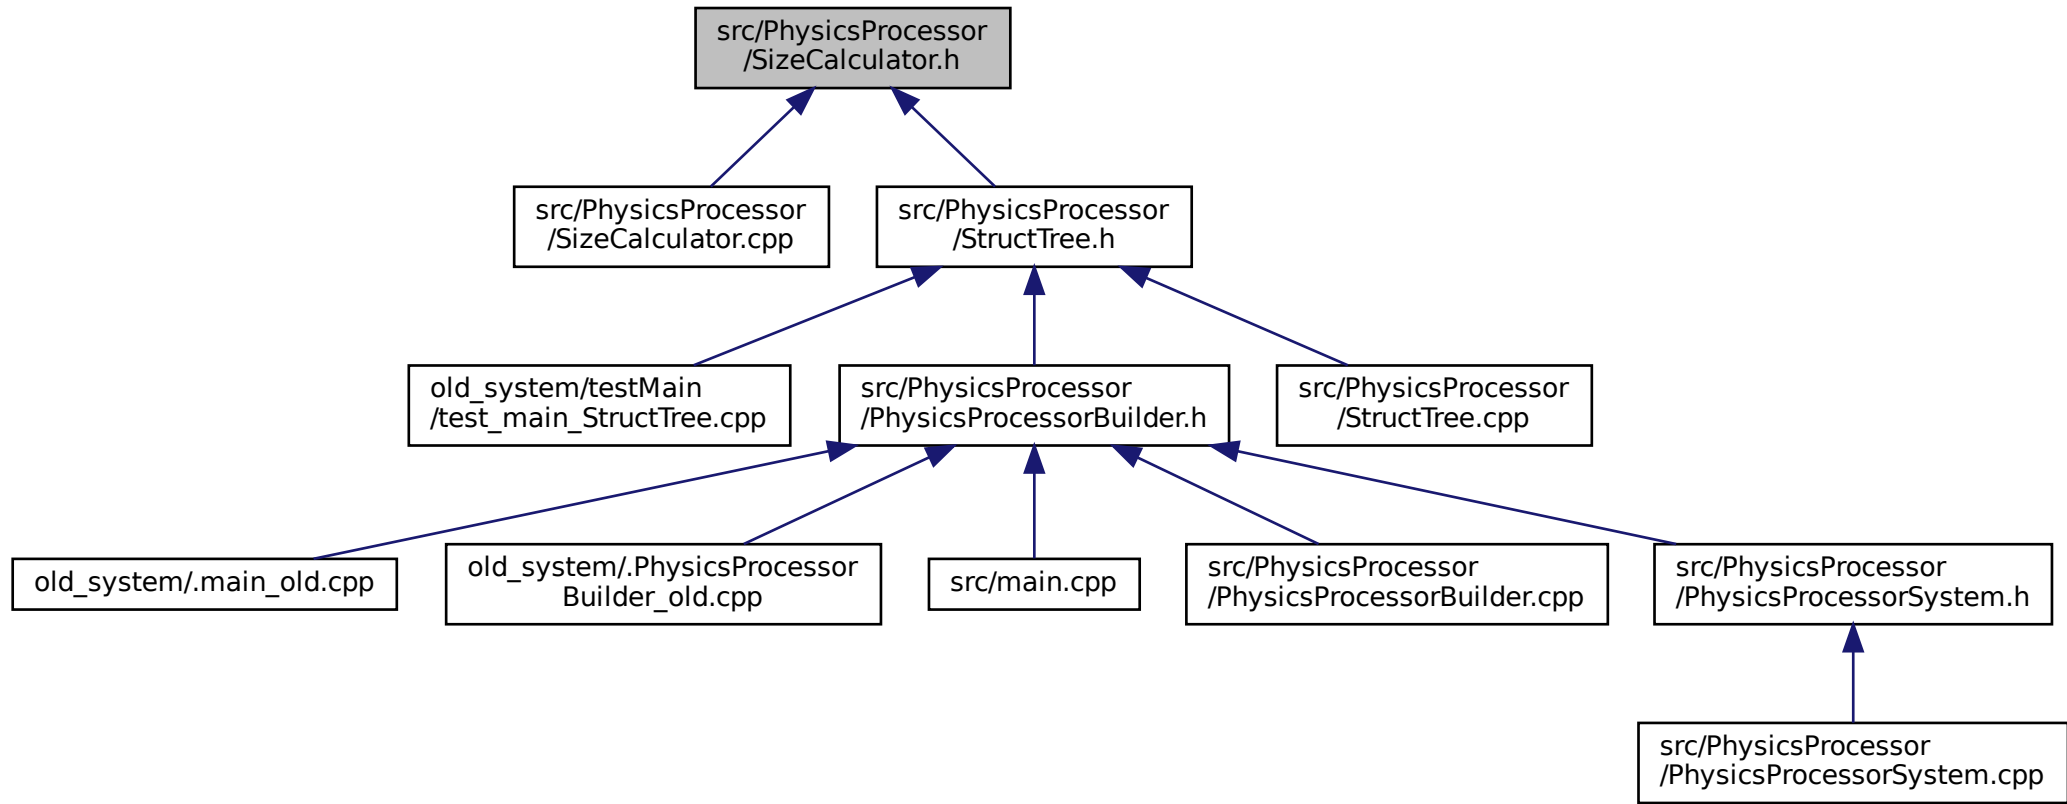 src/PhysicsProcessor
/SizeCalculator.h
src/PhysicsProcessor
/SizeCalculator.cpp
src/PhysicsProcessor
/StructTree.h
old_system/testMain
/test_main_StructTree.cpp
src/PhysicsProcessor
/PhysicsProcessorBuilder.h
src/PhysicsProcessor
/StructTree.cpp
old_system/.main_old.cpp
old_system/.PhysicsProcessor
Builder_old.cpp
src/main.cpp
src/PhysicsProcessor
/PhysicsProcessorBuilder.cpp
src/PhysicsProcessor
/PhysicsProcessorSystem.h
src/PhysicsProcessor
/PhysicsProcessorSystem.cpp